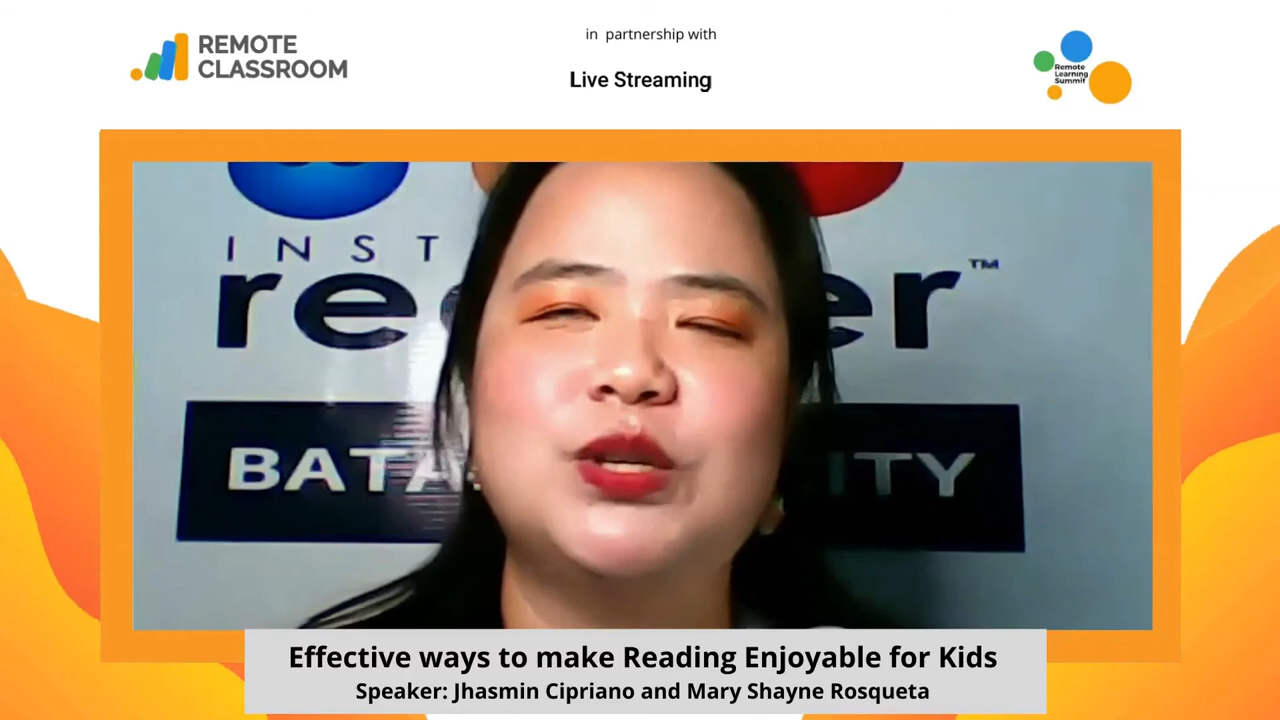 REMOTE
CLASSROOM
in partnership with
Live Streaming
Remote
Learning
Summit
INST
re er™
BATA ITY
Effective ways to make Reading Enjoyable for Kids
Speaker: Jhasmin Cipriano and Mary Shayne Rosqueta